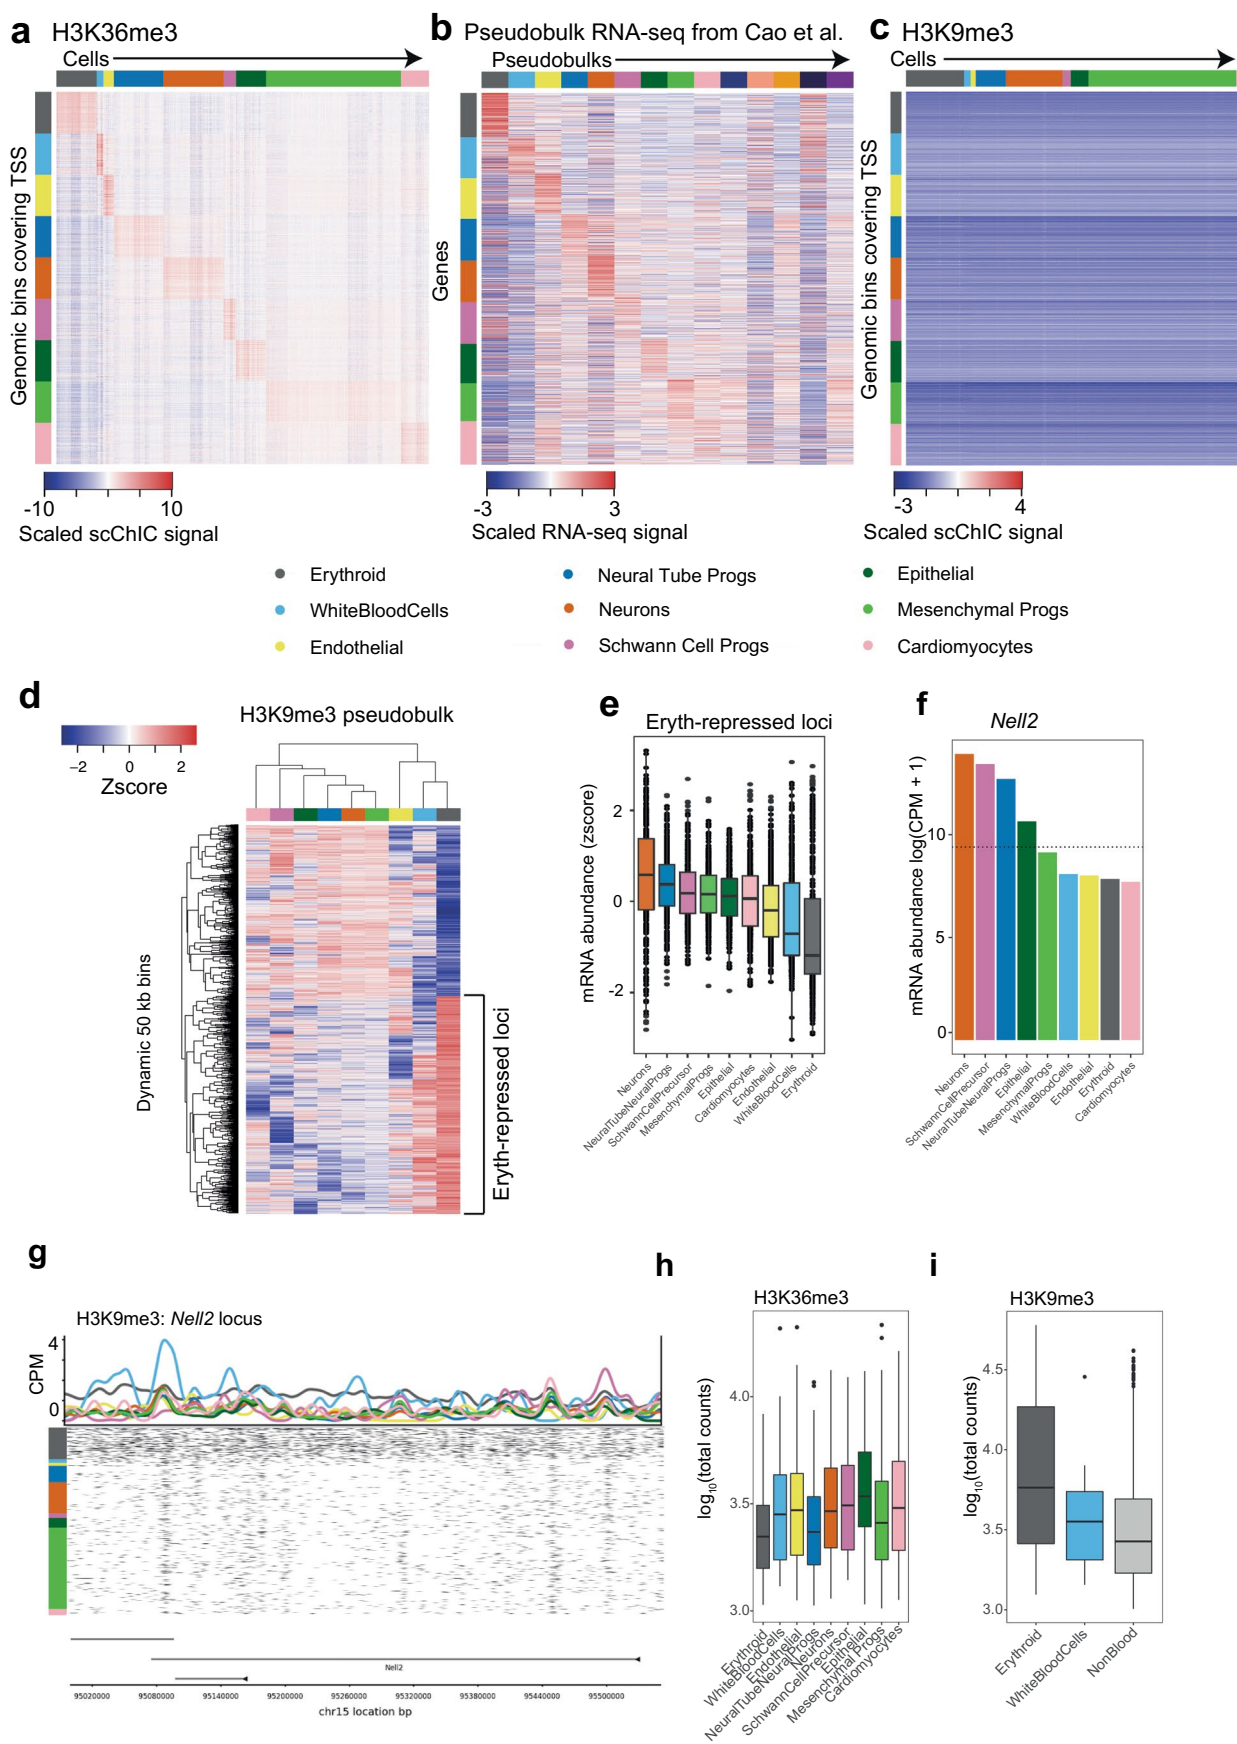 a
H3K36me3
Cells
Genomic bins covering TSS
-10
10
Scaled scChIC signal
b
Pseudobulk RNA-seq from Cao et al.
Pseudobulks
Genes
-3
3
Scaled RNA-seq signal
c
H3K9me3
Cells
Genomic bins covering TSS
-3
4
Scaled scChIC signal
Erythroid
WhiteBloodCells
Endothelial
Neural Tube Progs
Neurons
Schwann Cell Progs
Epithelial
Mesenchymal Progs
Cardiomyocytes
d
H3K9me3 pseudobulk
−2 0 2
Zscore
Dynamic 50 kb bins
Eryth-repressed loci
e
Eryth-repressed loci
mRNA abundance (zscore)
2
0
-2
Neurons
NeuralTubeNeuralProgs
SchwannCellPrecursor
MesenchymalProgs
Epithelial
Cardiomyocytes
Endothelial
WhiteBloodCells
Erythroid
f
Nell2
mRNA abundance log(CPM + 1)
10
5
0
Neurons
SchwannCellPrecursor
NeuralTubeNeuralProgs
Epithelial
MesenchymalProgs
WhiteBloodCells
Endothelial
Erythroid
Cardiomyocytes
g
H3K9me3: Nell2 locus
CPM
4
0
Nell2
95020000 95080000 95140000 95200000 95260000 95320000 95380000 95440000 95500000
chr15 location bp
h
H3K36me3
log10(total counts)
4.0
3.5
3.0
Erythroid
WhiteBloodCells
Endothelial
NeuralTubeNeuralProgs
Neurons
SchwannCellPrecursor
Epithelial
Mesenchymal Progs
Cardiomyocytes
i
H3K9me3
log10(total counts)
4.5
4.0
3.5
3.0
Erythroid
WhiteBloodCells
NonBlood